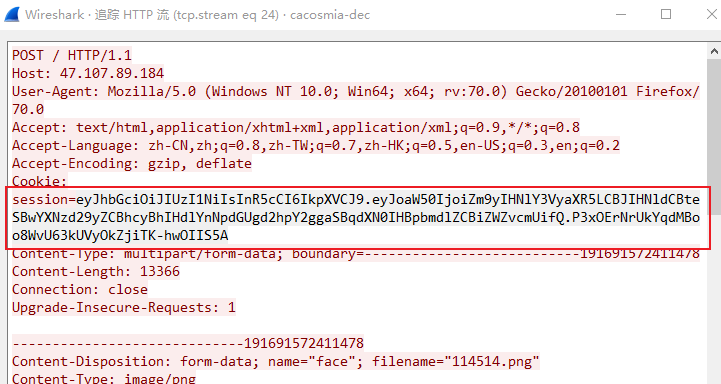 Wireshark · 追踪 HTTP 流 (tcp.stream eq 24) · cacosmia-dec
POST / HTTP/1.1
Host: 47.107.89.184
User-Agent: Mozilla/5.0 (Windows NT 10.0; Win64; x64; rv:70.0) Gecko/20100101 Firefox/
70.0
Accept: text/html,application/xhtml+xml,application/xml;q=0.9,*/*;q=0.8
Accept-Language: zh-CN,zh;q=0.8,zh-TW;q=0.7,zh-HK;q=0.5,en-US;q=0.3,en;q=0.2
Accept-Encoding: gzip, deflate
Cookie:
session=eyJhbGciOiJIUzI1NiIsInR5cCI6IkpXVCJ9.eyJoaW50IjoiZm9yIHNlY3VyaXR5LCBJIHNldCBte
SBwYXNzd29yZCBhcyBhIHdlYnNpdGUgd2hpY2ggaSBqdXN0IHBpbmdlZCBiZWZvcmUifQ.P3xOErNrUkYqdMBo
o8WvU63kUVyOkZjiTK-hwOIIS5A
Content-Type: multipart/form-data; boundary=---------------------------191691572411478
Content-Length: 13366
Connection: close
Upgrade-Insecure-Requests: 1
-----------------------------191691572411478
Content-Disposition: form-data; name="face"; filename="114514.png"
Content-Type: image/png